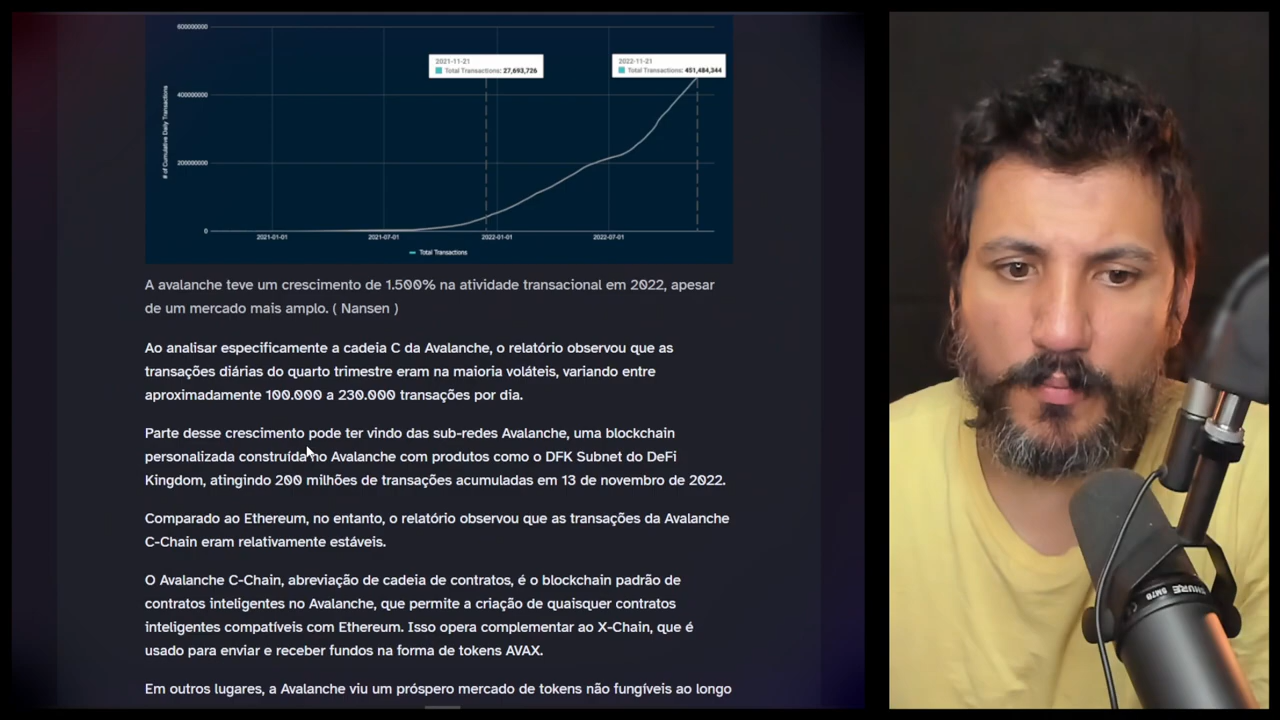 600000000
2021-11-21
Total Transactions: 27,693,726
2022-11-21
Total Transactions: 451,484,344
400000000
# of Cumulative Daily Transactions
200000000
0
2021-01-01
2021-07-01
2022-01-01
2022-07-01
Total Transactions
A avalanche teve um crescimento de 1.500% na atividade transacional em 2022, apesar
de um mercado mais amplo. ( Nansen )
Ao analisar especificamente a cadeia C da Avalanche, o relatório observou que as
transações diárias do quarto trimestre eram na maioria voláteis, variando entre
aproximadamente 100.000 a 230.000 transações por dia.
Parte desse crescimento pode ter vindo das sub-redes Avalanche, uma blockchain
personalizada construída no Avalanche com produtos como o DFK Subnet do DeFi
Kingdom, atingindo 200 milhões de transações acumuladas em 13 de novembro de 2022.
Comparado ao Ethereum, no entanto, o relatório observou que as transações da Avalanche
C-Chain eram relativamente estáveis.
O Avalanche C-Chain, abreviação de cadeia de contratos, é o blockchain padrão de
contratos inteligentes no Avalanche, que permite a criação de quaisquer contratos
inteligentes compatíveis com Ethereum. Isso opera complementar ao X-Chain, que é
usado para enviar e receber fundos na forma de tokens AVAX.
Em outros lugares, a Avalanche viu um próspero mercado de tokens não fungíveis ao longo
SHURE SM7B